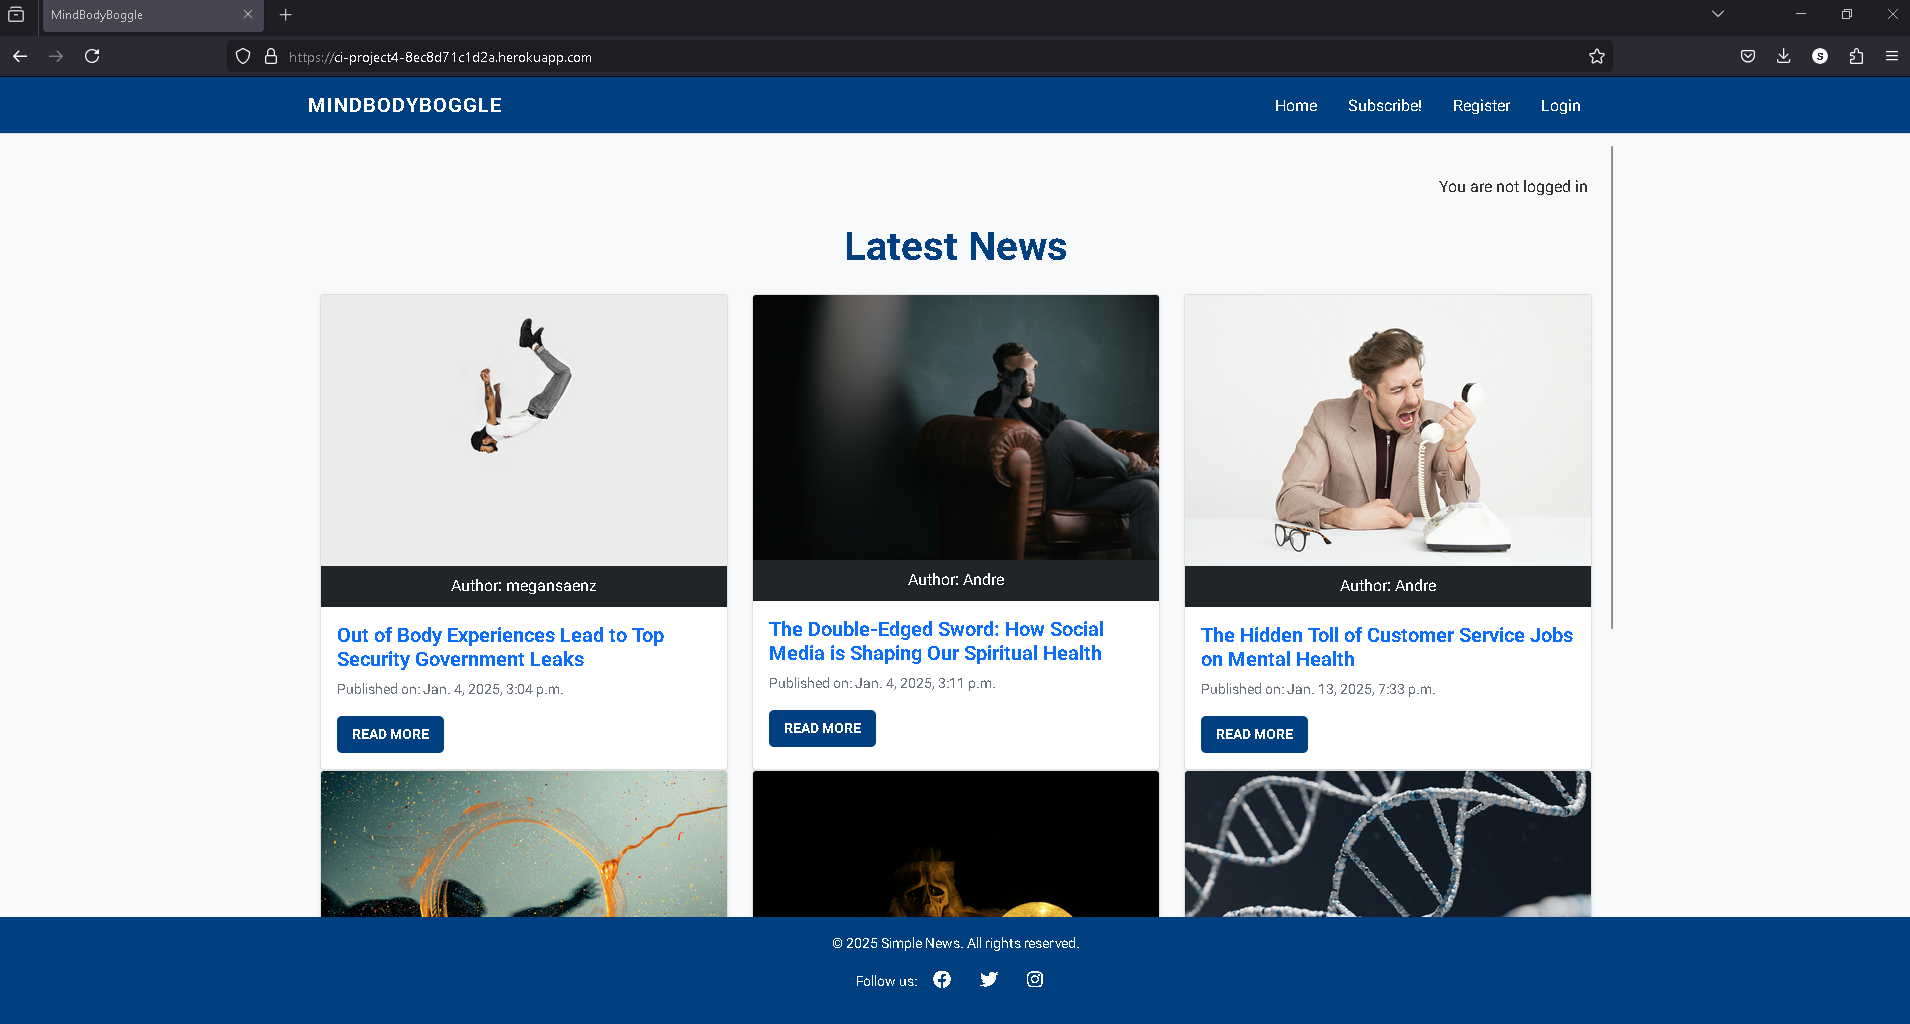 MindBodyBoggle
https://ci-project4-8ec8d71c1d2a.herokuapp.com
MINDBODYBOGGLE
Home Subscribe! Register Login
You are not logged in
Latest News
Author: megansaenz
Out of Body Experiences Lead to Top
Security Government Leaks
Published on: Jan. 4, 2025, 3:04 p.m.
READ MORE
Author: Andre
The Double-Edged Sword: How Social
Media is Shaping Our Spiritual Health
Published on: Jan. 4, 2025, 3:11 p.m.
READ MORE
Author: Andre
The Hidden Toll of Customer Service Jobs
on Mental Health
Published on: Jan. 13, 2025, 7:33 p.m.
READ MORE
© 2025 Simple News. All rights reserved.
Follow us: